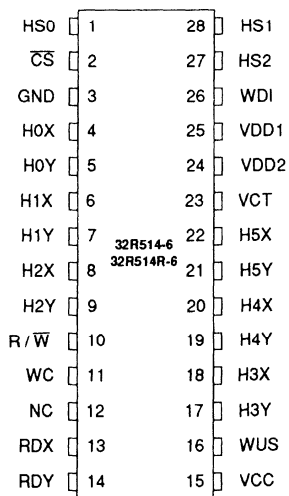 HS0 1 28 HS1
C̅S̅ 2 27 HS2
GND 3 26 WDI
H0X 4 25 VDD1
H0Y 5 24 VDD2
H1X 6 23 VCT
H1Y 7 22 H5X
32R514-6
32R514R-6
H2X 8 21 H5Y
H2Y 9 20 H4X
R / W̅ 10 19 H4Y
WC 11 18 H3X
NC 12 17 H3Y
RDX 13 16 WUS
RDY 14 15 VCC